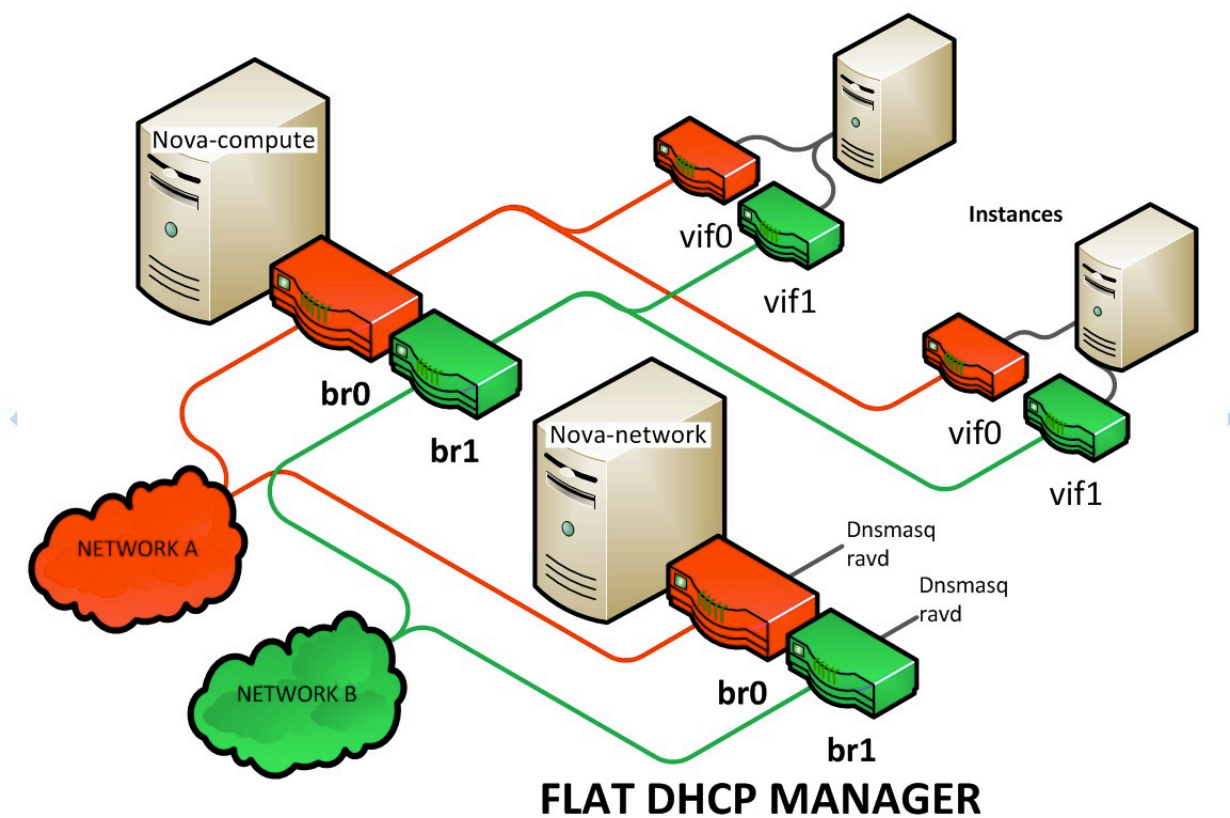 Nova-compute
vif0
vif1
Instances
br0
br1
vif0
vif1
Nova-network
NETWORK A
Dnsmasq
ravd
Dnsmasq
ravd
NETWORK B
br0
br1
FLAT DHCP MANAGER